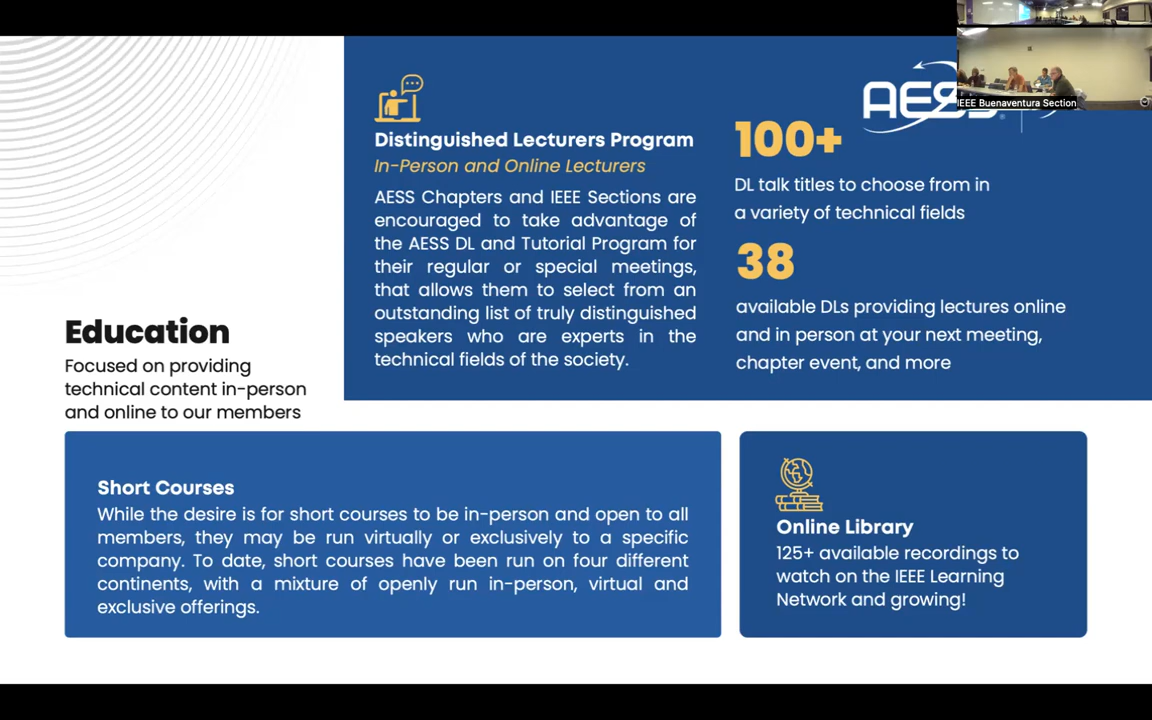 AESS
IEEE Buenaventura Section
Distinguished Lecturers Program
In-Person and Online Lecturers
AESS Chapters and IEEE Sections are
encouraged to take advantage of
the AESS DL and Tutorial Program for
their regular or special meetings,
that allows them to select from an
outstanding list of truly distinguished
speakers who are experts in the
technical fields of the society.
100+
DL talk titles to choose from in
a variety of technical fields
38
available DLs providing lectures online
and in person at your next meeting,
chapter event, and more
Education
Focused on providing
technical content in-person
and online to our members
Short Courses
While the desire is for short courses to be in-person and open to all
members, they may be run virtually or exclusively to a specific
company. To date, short courses have been run on four different
continents, with a mixture of openly run in-person, virtual and
exclusive offerings.
Online Library
125+ available recordings to
watch on the IEEE Learning
Network and growing!